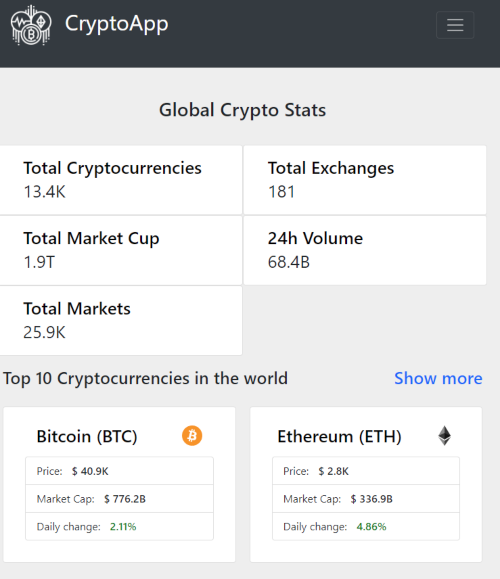 CryptoApp
Global Crypto Stats
Total Cryptocurrencies
13.4K
Total Exchanges
181
Total Market Cup
1.9T
24h Volume
68.4B
Total Markets
25.9K
Top 10 Cryptocurrencies in the world
Show more
Bitcoin (BTC)
Price: $ 40.9K
Market Cap: $ 776.2B
Daily change: 2.11%
Ethereum (ETH)
Price: $ 2.8K
Market Cap: $ 336.9B
Daily change: 4.86%